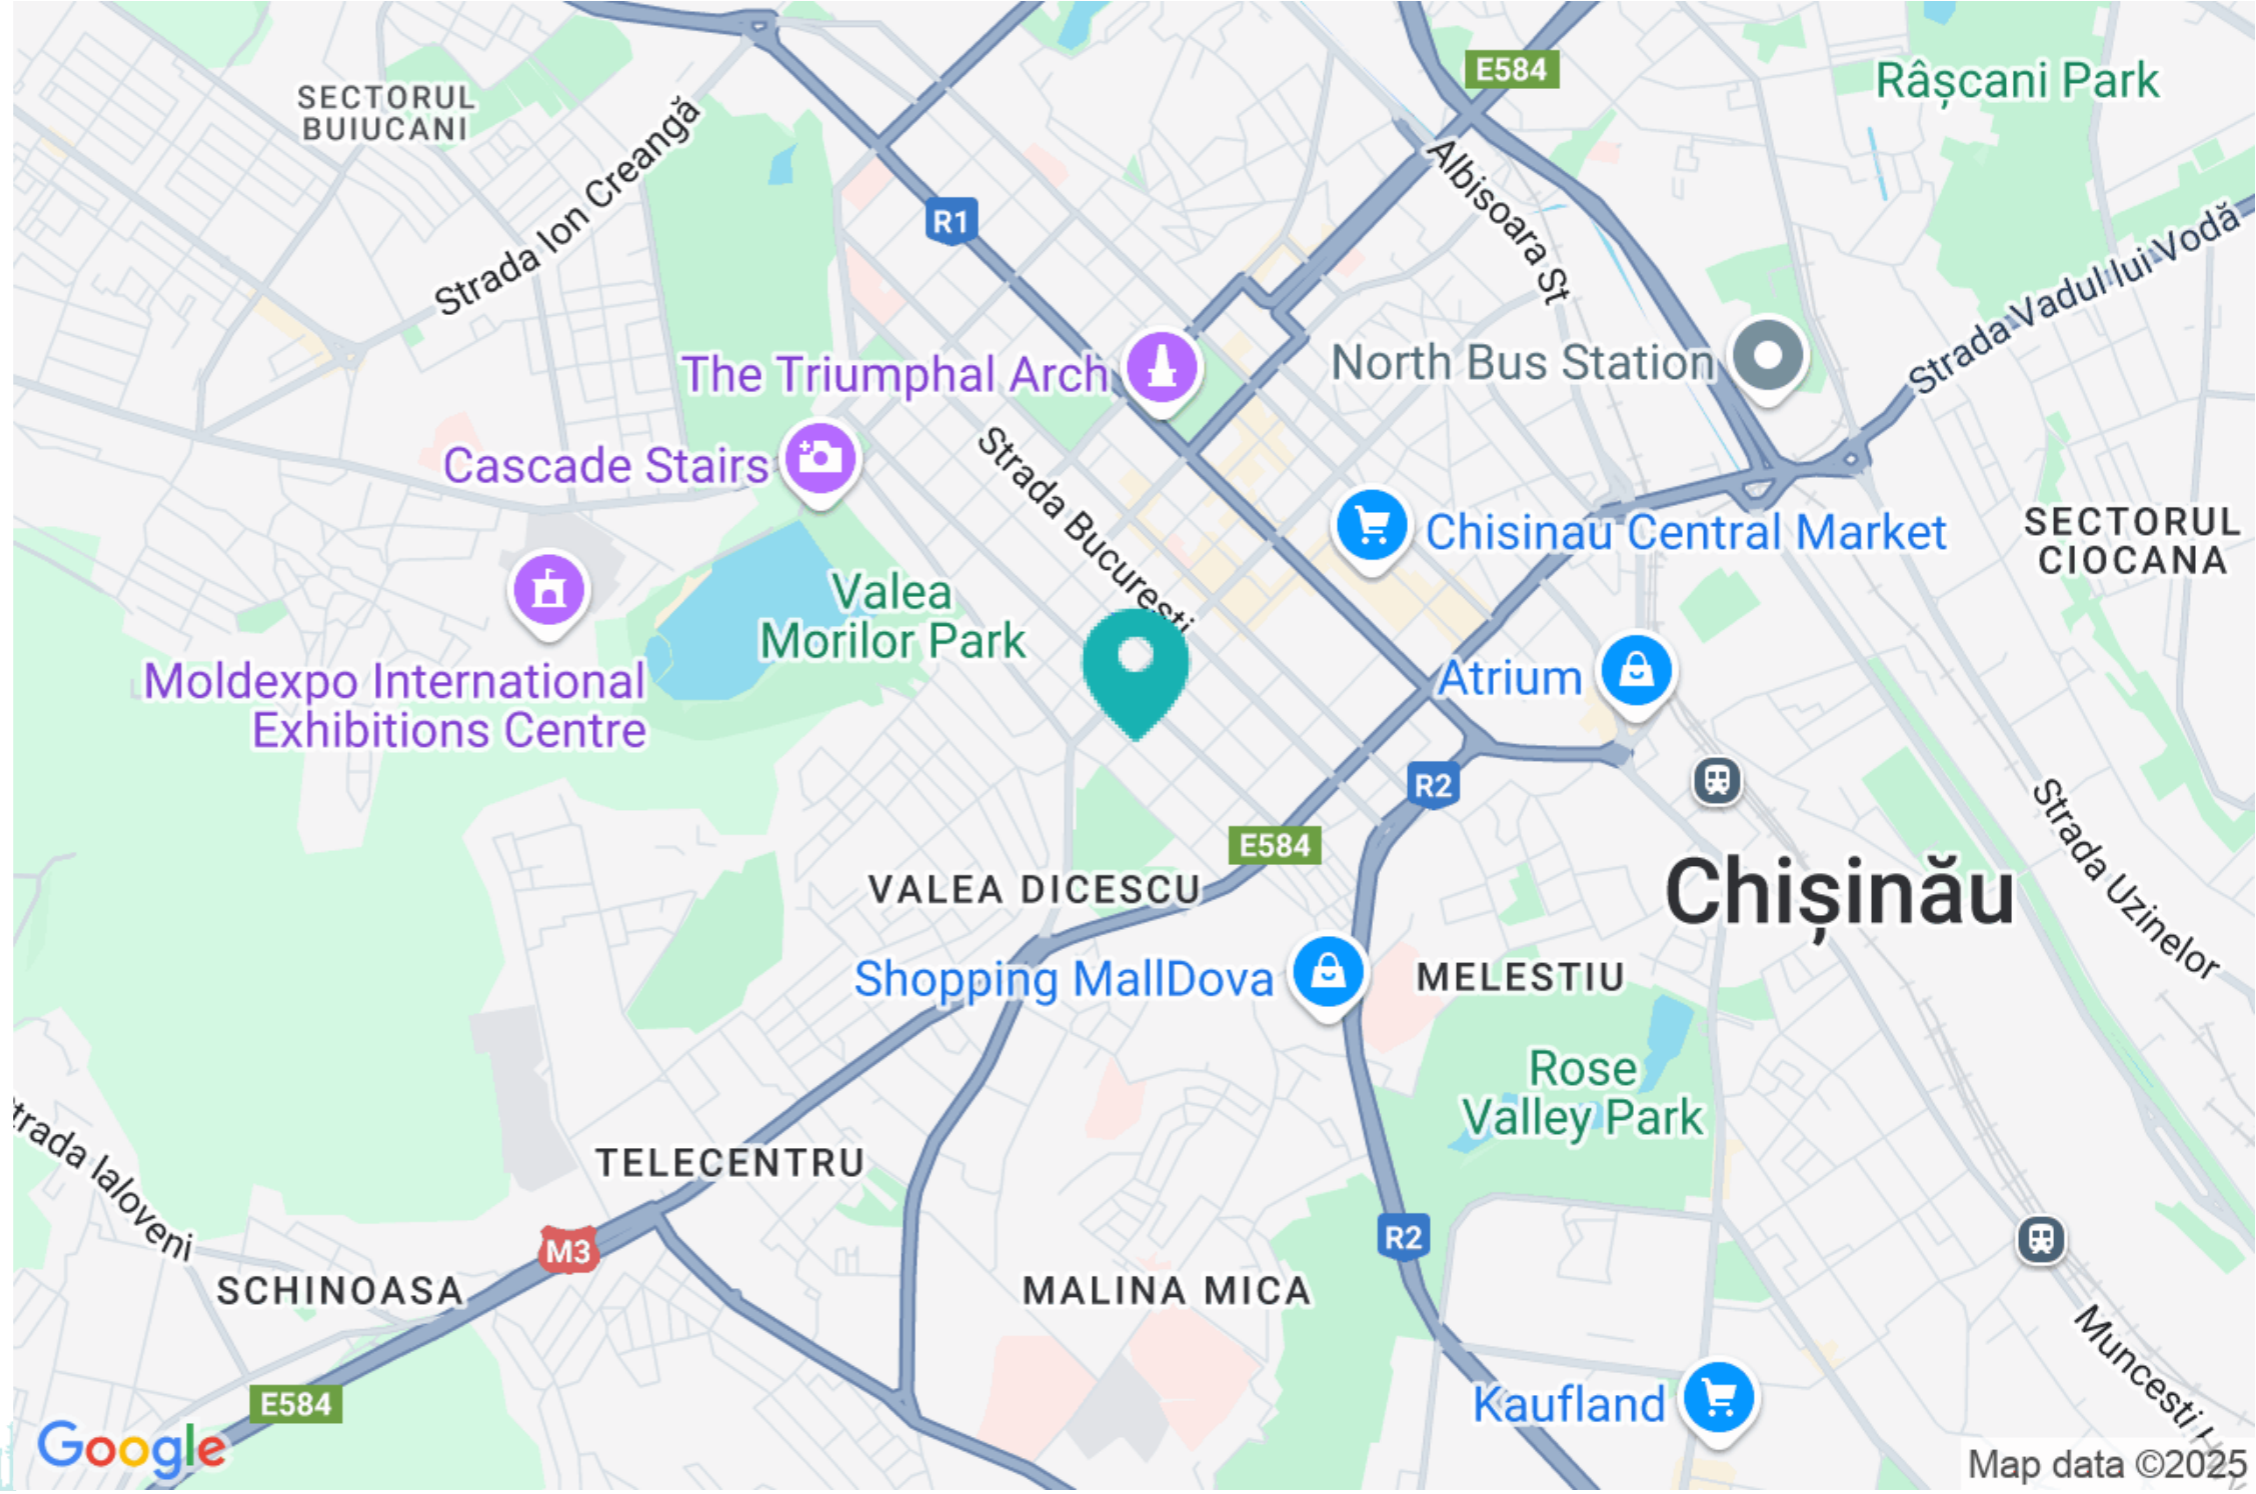 E584
Râșcani Park
SECTORUL
BUIUCANI
Strada Ion Creangă
Albisoara St
R1
Strada Vadul lui Vodă
The Triumphal Arch
North Bus Station
Cascade Stairs
Strada București
Chisinau Central Market
SECTORUL
CIOCANA
Valea
Morilor Park
Moldexpo International
Exhibitions Centre
Atrium
R2
E584
Strada Uzinelor
VALEA DICESCU
Chișinău
Shopping MallDova
MELESTIU
Rose
Valley Park
Strada Ialoveni
TELECENTRU
M3
R2
SCHINOASA
MALINA MICA
Muncesti
Kaufland
E584
Google
Map data ©2025